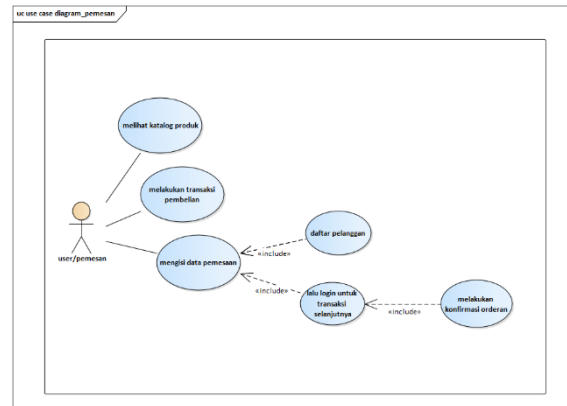 uc use case diagram_pemesan
melihat katalog produk
melakukan transaksi
pembelian
user/pemesan
mengisi data pemesaan
daftar pelanggan
«include»
«include»
lalu login untuk
transaksi
selanjutnya
«include»
melakukan
konfirmasi orderan